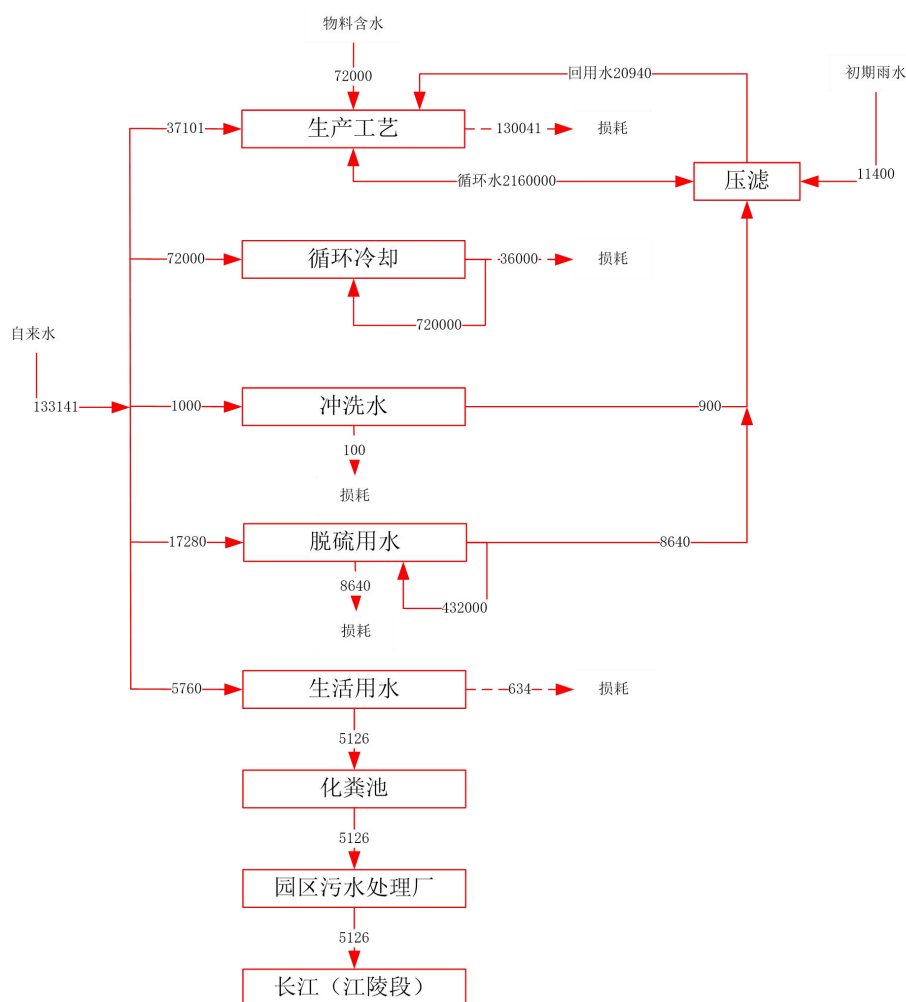 物料含水
72000
回用水20940
初期雨水
37101
生产工艺
130041
损耗
循环水2160000
压滤
11400
72000
循环冷却
36000
损耗
720000
自来水
133141
1000
冲洗水
900
100
损耗
17280
脱硫用水
8640
8640
432000
损耗
5760
生活用水
634
损耗
5126
化粪池
5126
园区污水处理厂
5126
长江（江陵段）